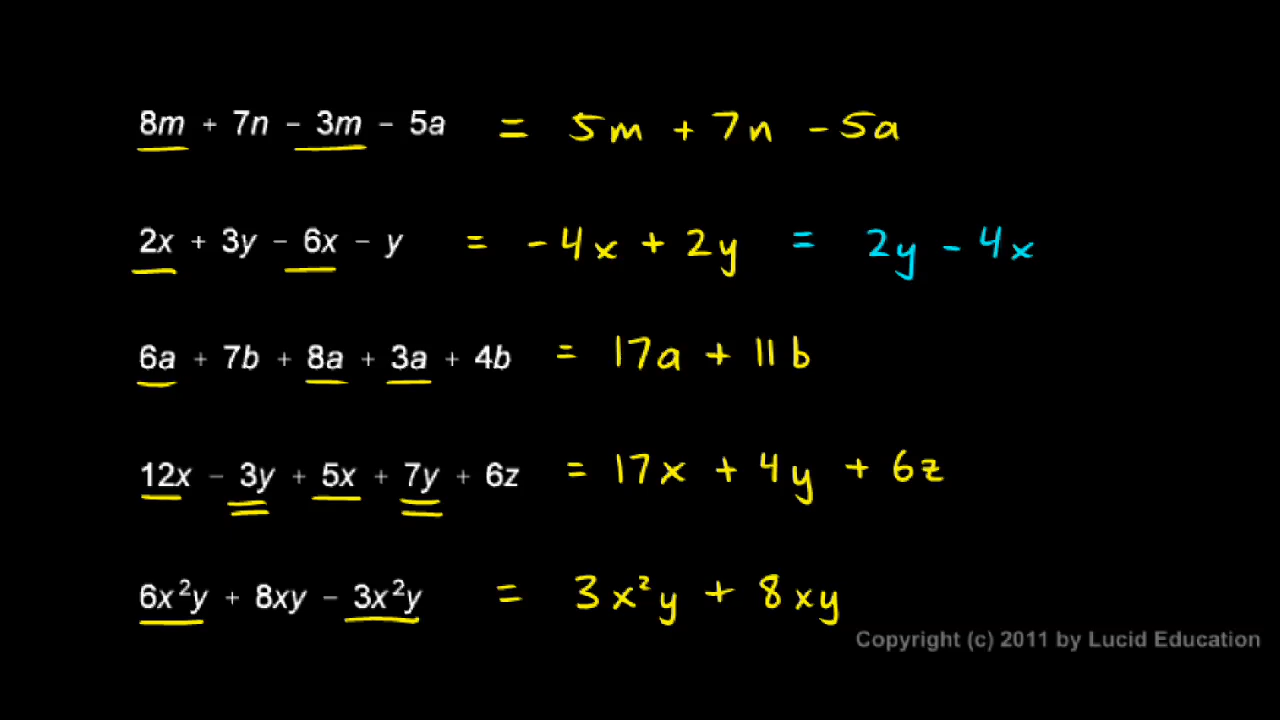 8m + 7n − 3m − 5a = 5m + 7n − 5a
2x + 3y − 6x − y = −4x + 2y = 2y − 4x
6a + 7b + 8a + 3a + 4b = 17a + 11b
12x − 3y + 5x + 7y + 6z = 17x + 4y + 6z
6x²y + 8xy − 3x²y = 3x²y + 8xy
Copyright (c) 2011 by Lucid Education